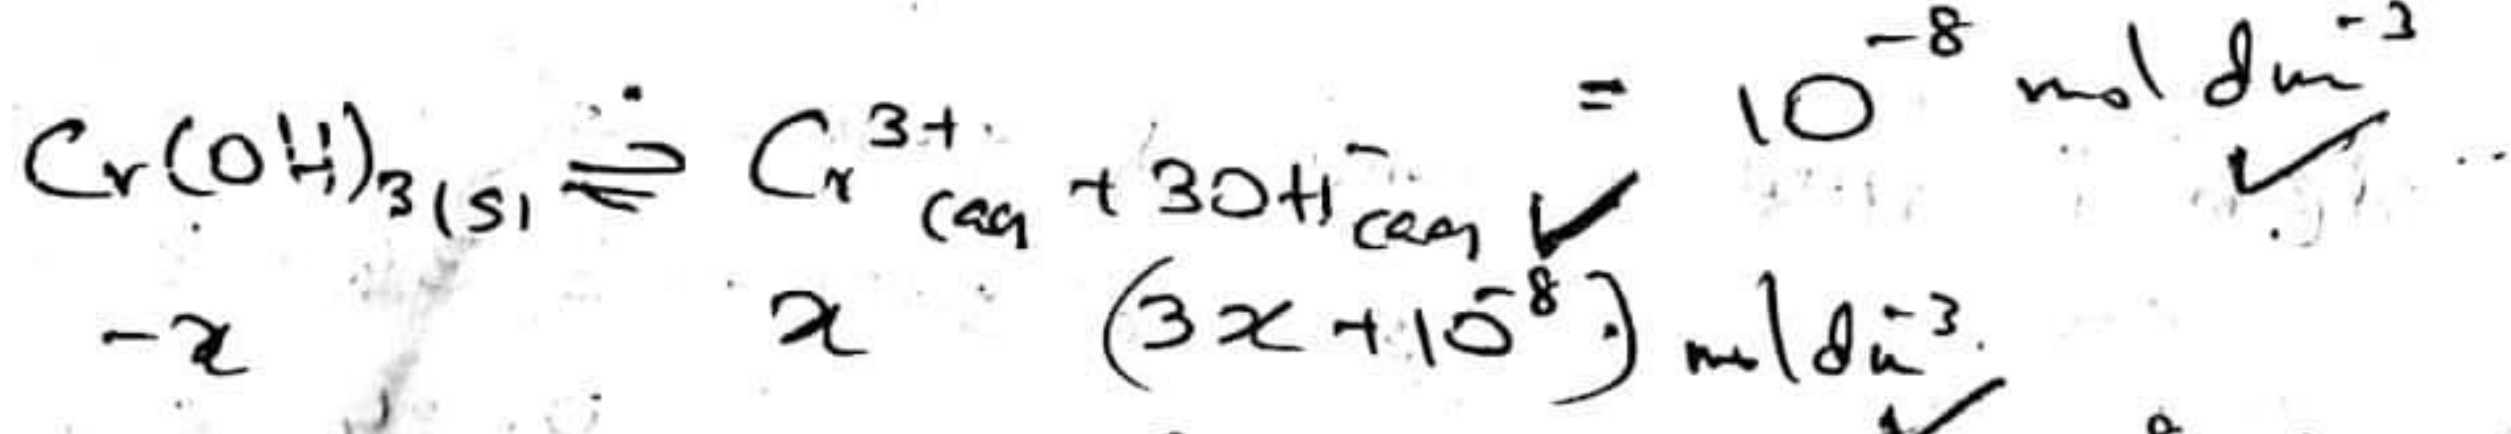 = 10⁻⁸ mol dm⁻³ ✓
Cr(OH)₃(s) ⇌ Cr³⁺(aq) + 3OH⁻(aq) ✓
-x x (3x + 10⁻⁸) mol dm⁻³. ✓